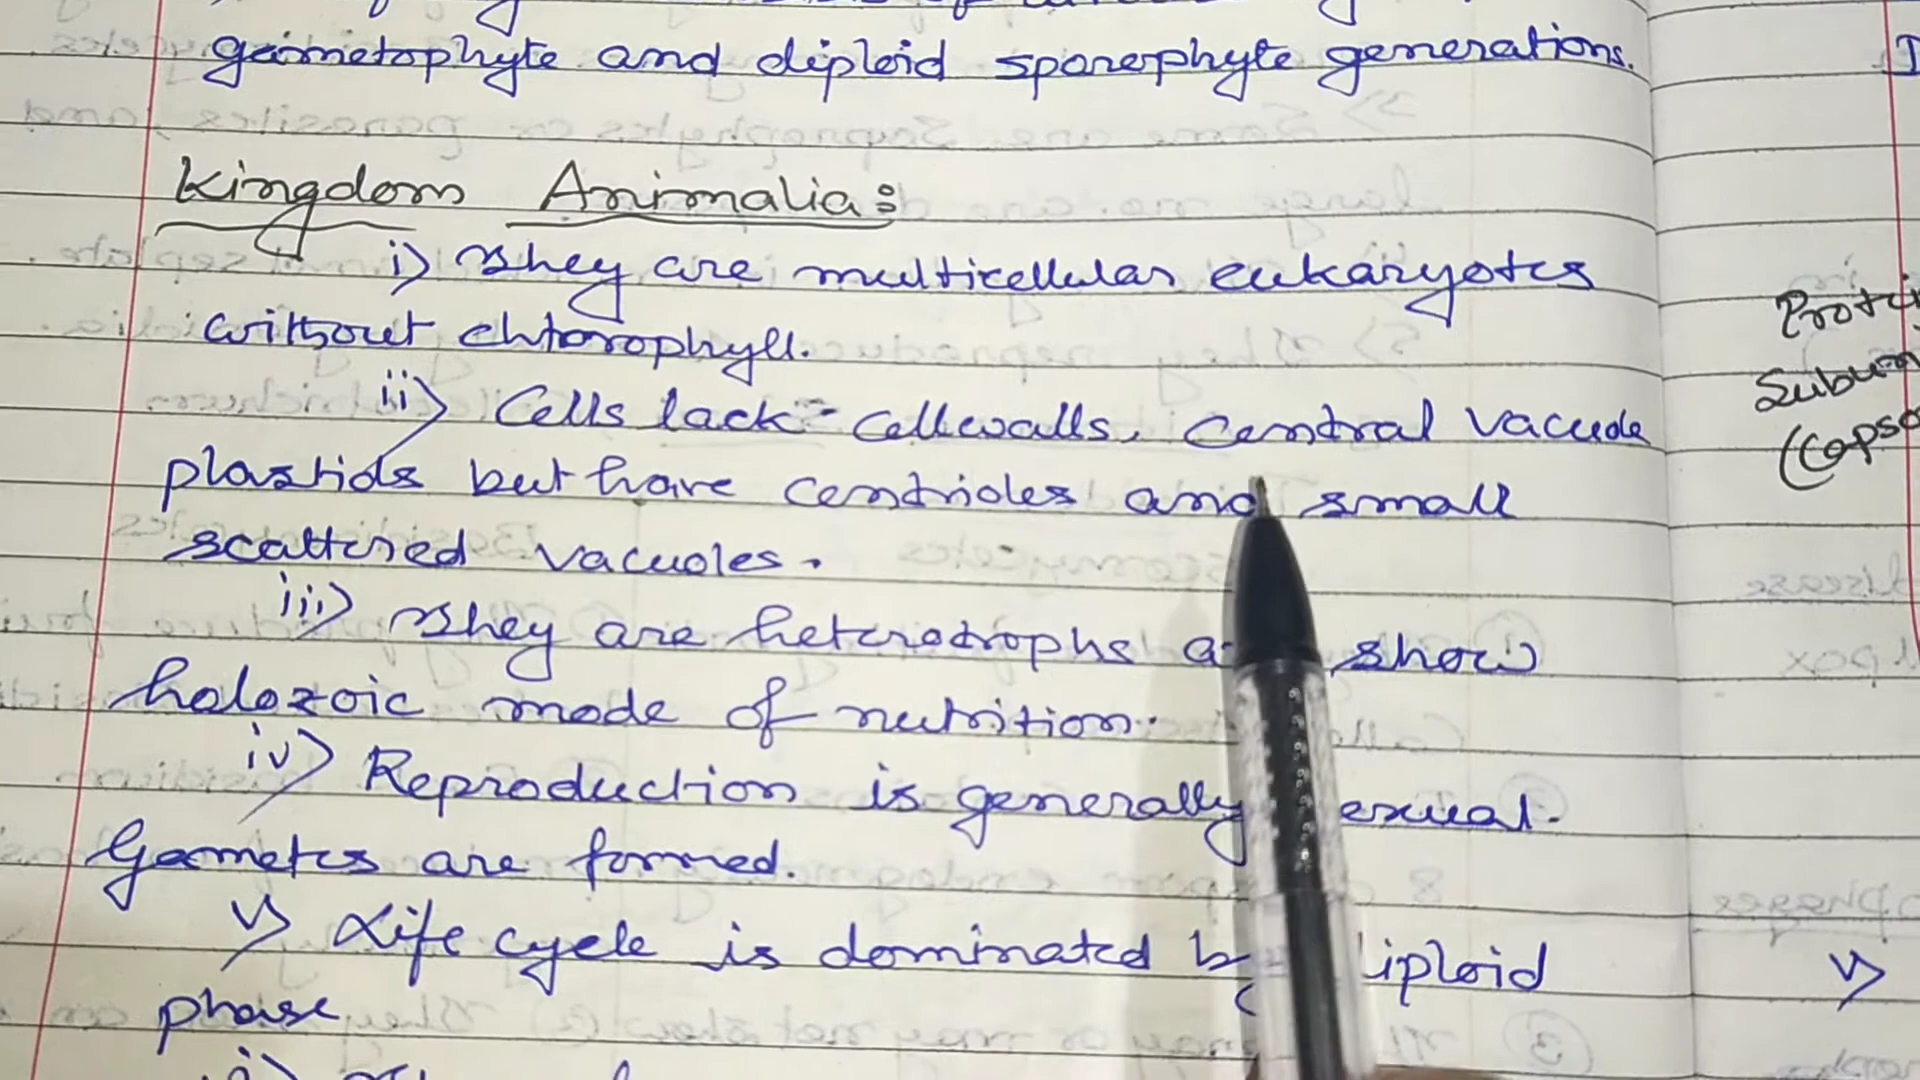 gametophyte and diploid sporophyte generations.
Kingdom Animalia:
i) They are multicellular eukaryotes
without chlorophyll.
ii) Cells lack cellwalls, central vacuole
plastids but have centrioles and small
scattered vacuoles.
iii) They are heterotrophs show
holozoic mode of nutrition.
iv) Reproduction is generally
Gametes are formed.
v) Life cycle is dominated
phase
v)